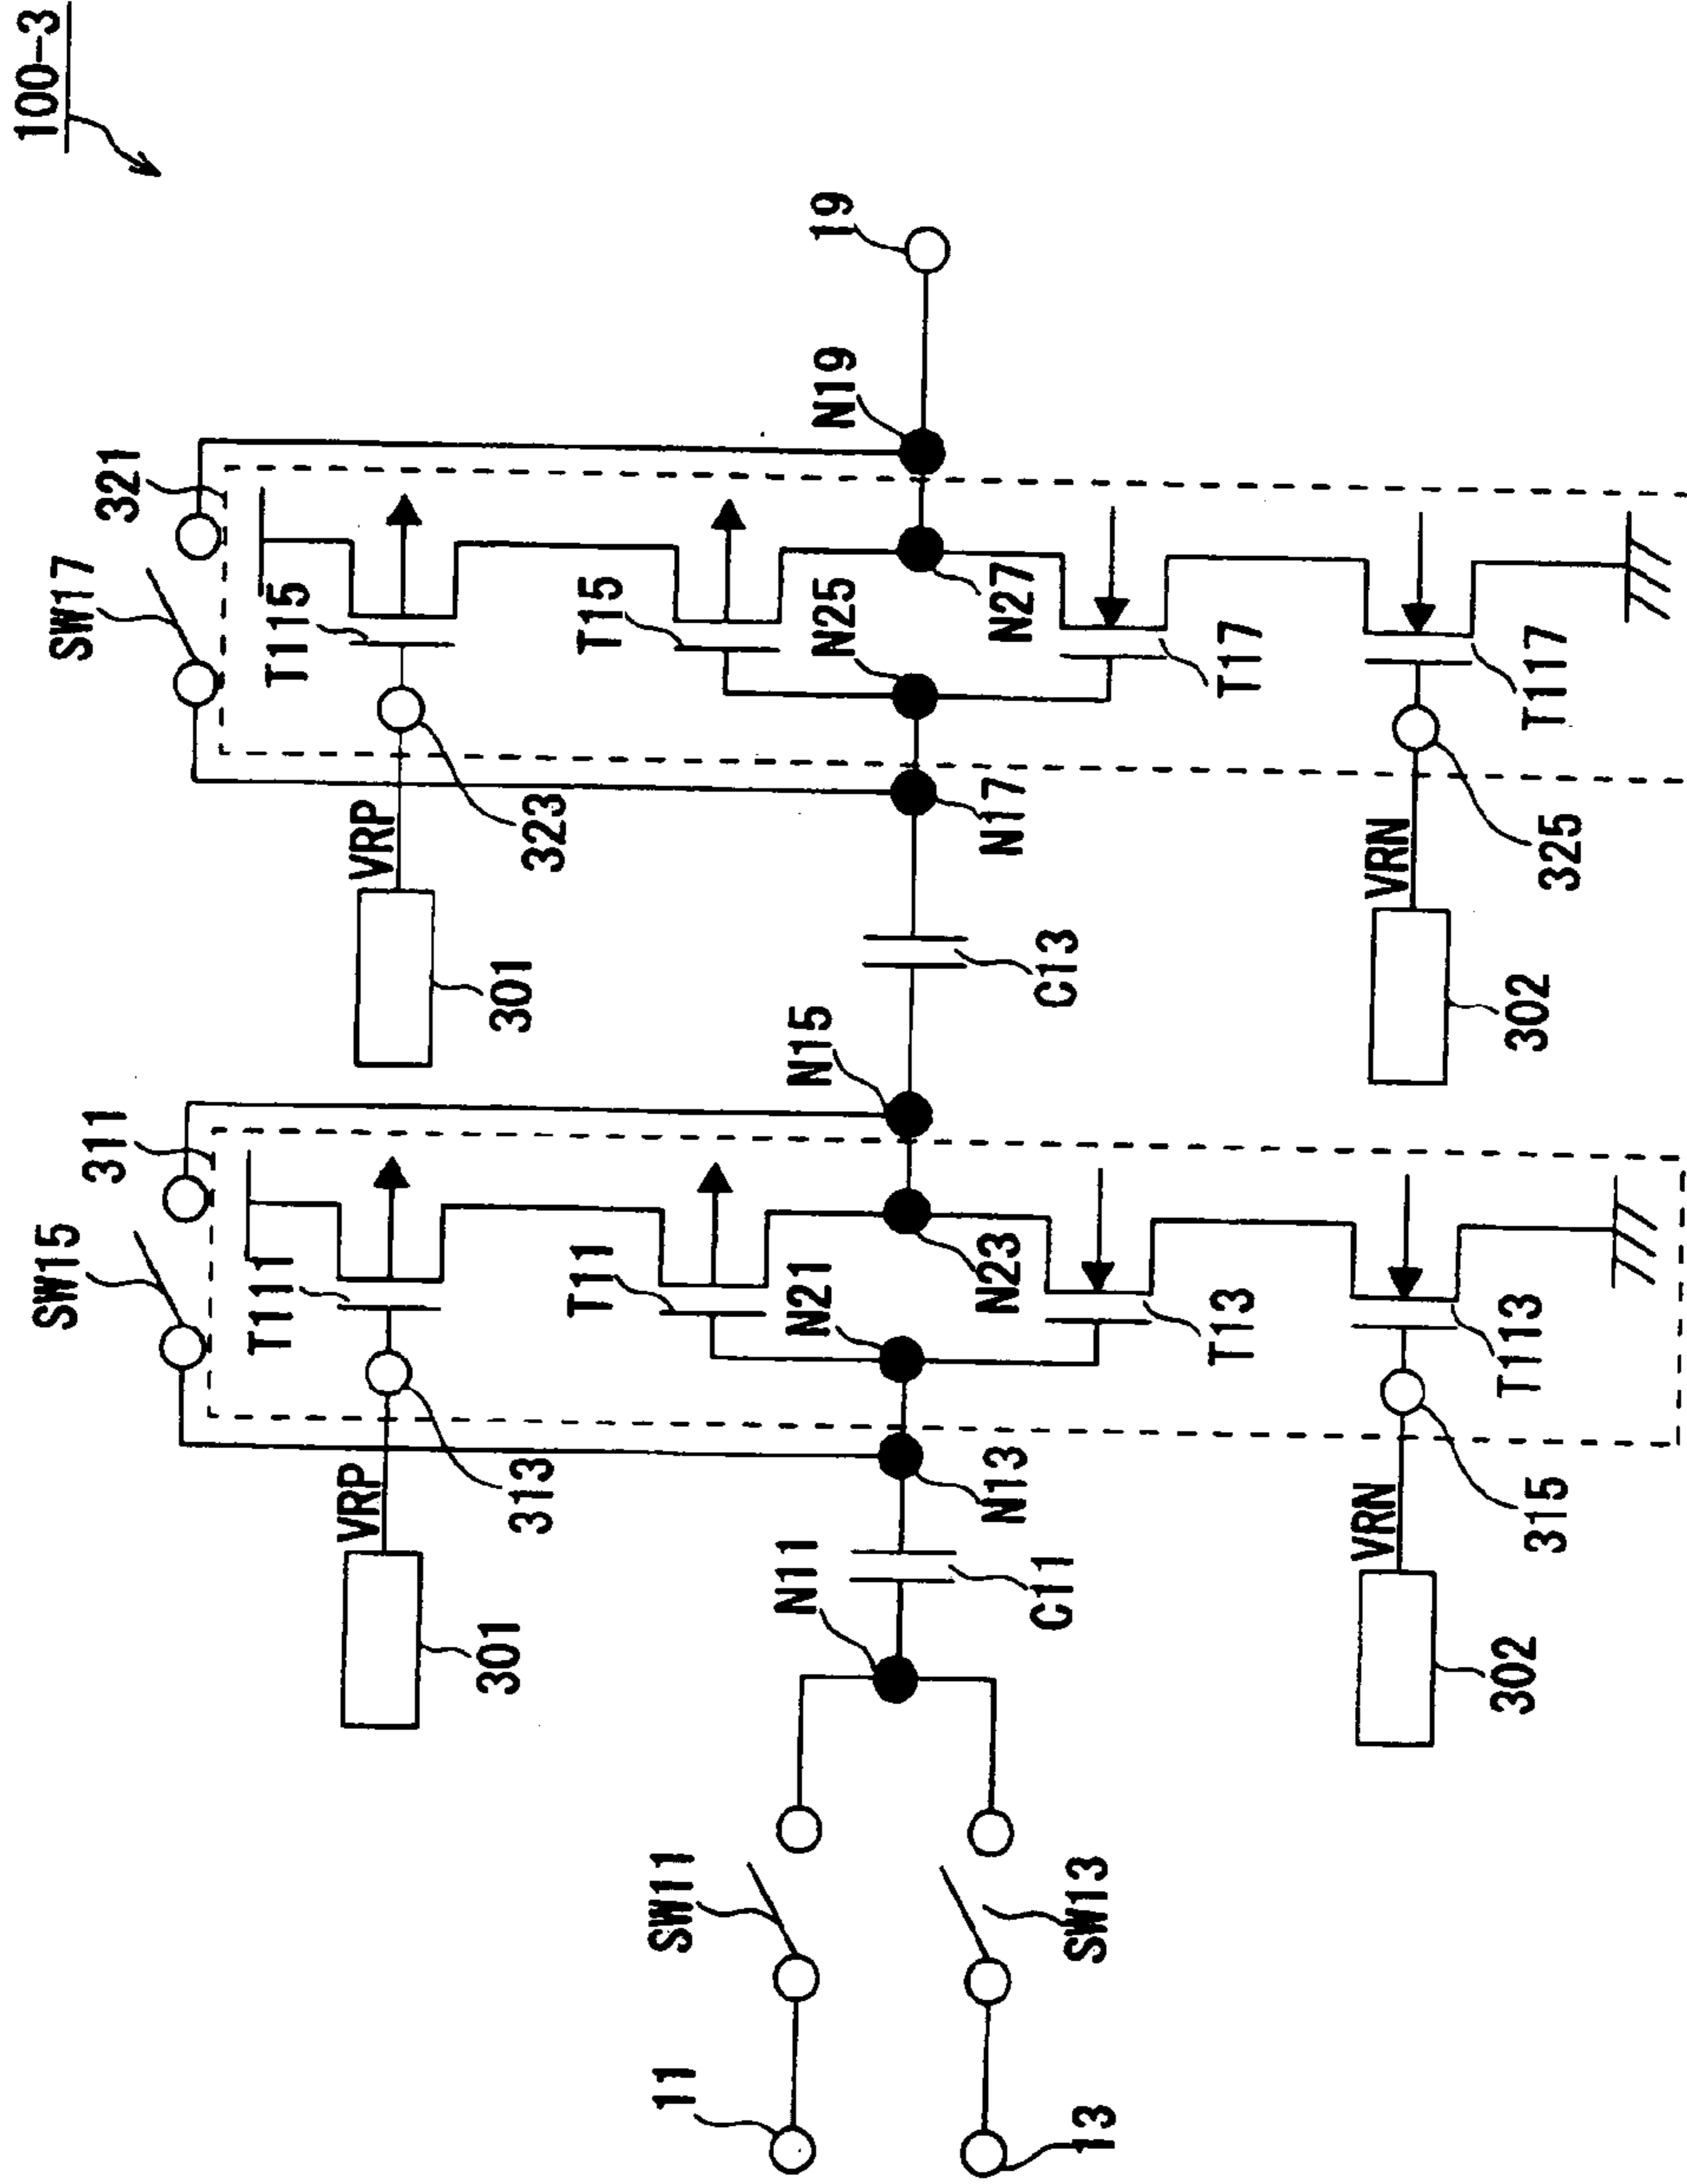 100-3
SW15
311
SW17
321
VRP
T111
VRP
T115
301
313
301
323
T11
T15
N11
N21
N15
N25
N19
19
11
SW11
13
SW13
C11
N13
N23
C13
N17
N27
T13
T17
VRN
VRN
302
315
T113
302
325
T117